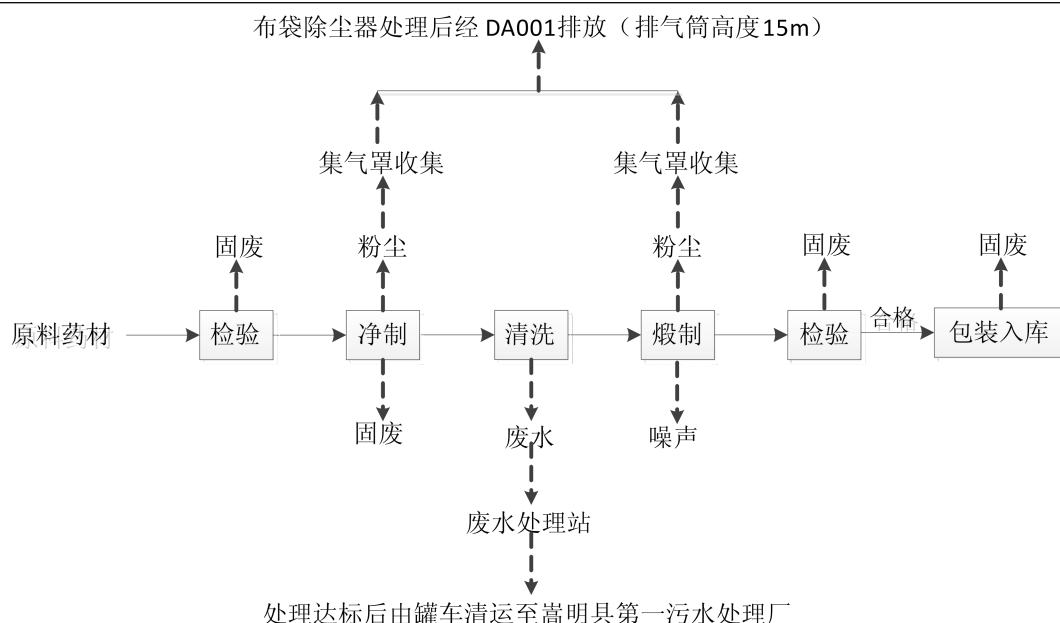 布袋除尘器处理后经 DA001排放（排气筒高度15m）
集气罩收集
集气罩收集
固废
粉尘
粉尘
固废
固废
原料药材
检验
净制
清洗
煅制
检验
合格
包装入库
固废
废水
噪声
废水处理站
处理达标后由罐车清运至嵩明县第一污水处理厂